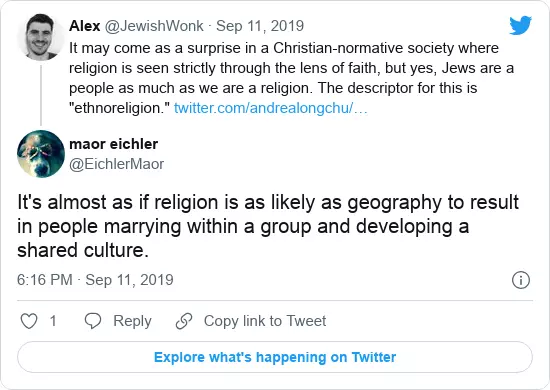 Alex @JewishWonk · Sep 11, 2019
It may come as a surprise in a Christian-normative society where
religion is seen strictly through the lens of faith, but yes, Jews are a
people as much as we are a religion. The descriptor for this is
"ethnoreligion." twitter.com/andrealongchu/…
maor eichler
@EichlerMaor
It's almost as if religion is as likely as geography to result
in people marrying within a group and developing a
shared culture.
6:16 PM · Sep 11, 2019
1 Reply Copy link to Tweet
Explore what's happening on Twitter